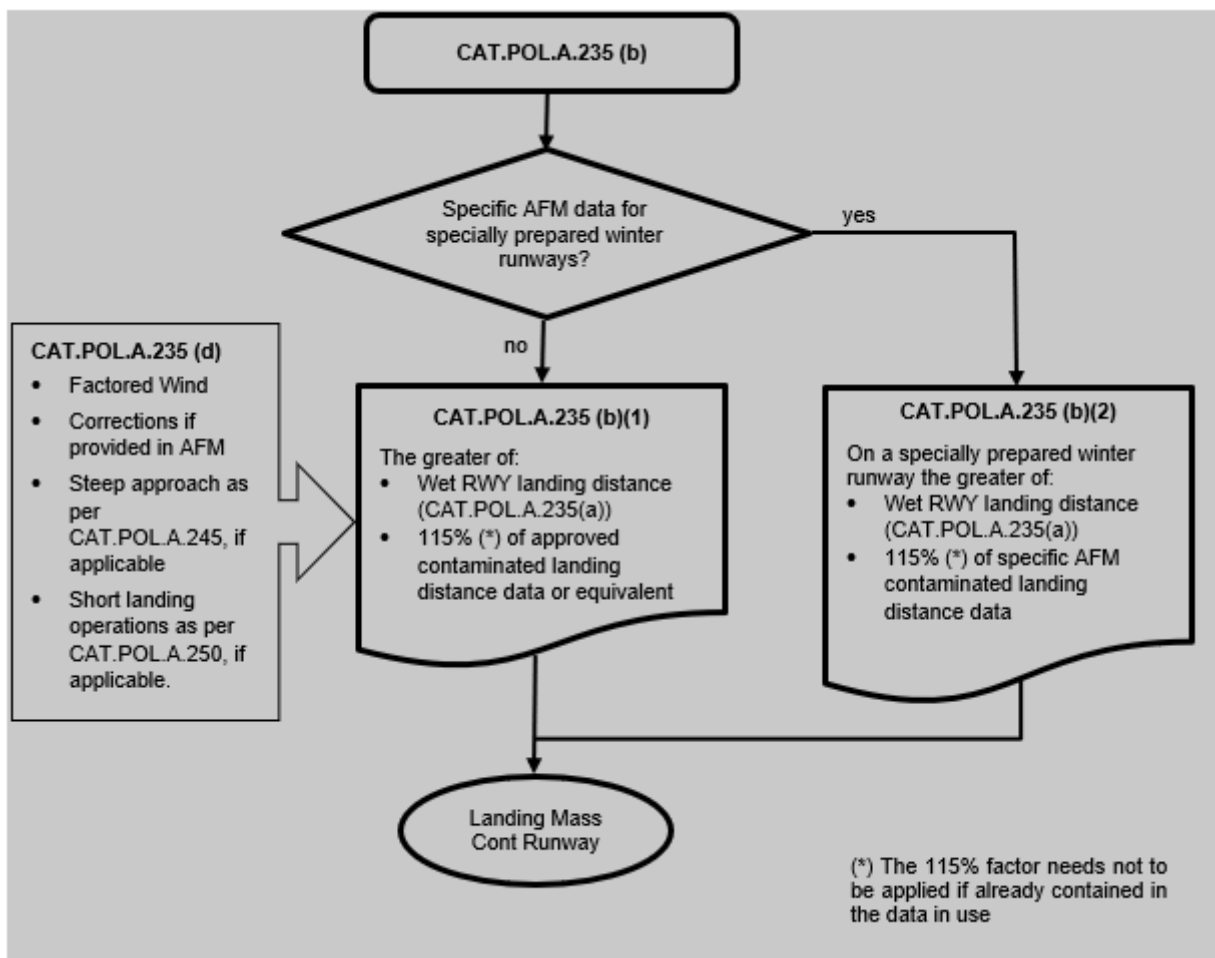 CAT.POL.A.235 (b)
Specific AFM data for
specially prepared winter
runways?
yes
no
CAT.POL.A.235 (d)
• Factored Wind
• Corrections if
provided in AFM
• Steep approach as
per
CAT.POL.A.245, if
applicable
• Short landing
operations as per
CAT.POL.A.250, if
applicable.
CAT.POL.A.235 (b)(1)
The greater of:
• Wet RWY landing distance
(CAT.POL.A.235(a))
• 115% (*) of approved
contaminated landing
distance data or equivalent
CAT.POL.A.235 (b)(2)
On a specially prepared winter
runway the greater of:
• Wet RWY landing distance
(CAT.POL.A.235(a))
• 115% (*) of specific AFM
contaminated landing
distance data
Landing Mass
Cont Runway
(*) The 115% factor needs not to
be applied if already contained in
the data in use